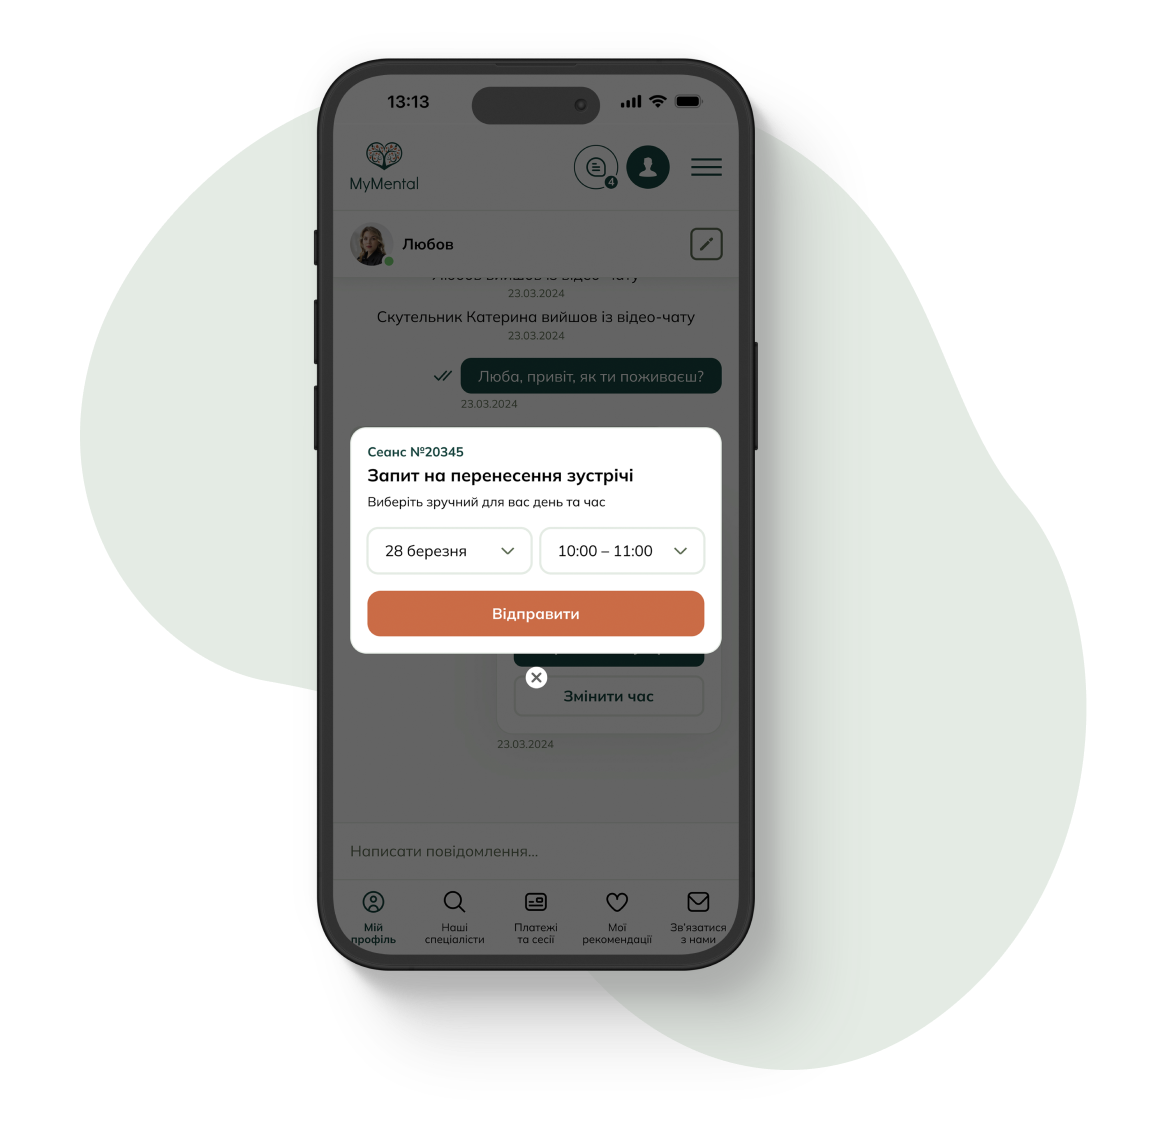 13:13
MyMental
4
Любов
23.03.2024
Скутельник Катерина вийшов із відео-чату
23.03.2024
Люба, привіт, як ти поживаєш?
23.03.2024
Сеанс №20345
Запит на перенесення зустрічі
Виберіть зручний для вас день та час
28 березня
10:00 – 11:00
Відправити
Змінити час
23.03.2024
Написати повідомлення...
Мій
профіль
Наші
спеціалісти
Платежі
та сесії
Мої
рекомендації
Зв'язатися
з нами